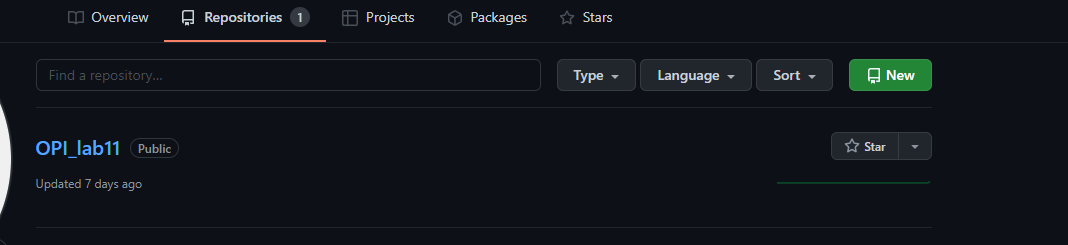 Overview Repositories 1 Projects Packages Stars
Find a repository... Type Language Sort New
OPI_lab11 Public Star
Updated 7 days ago